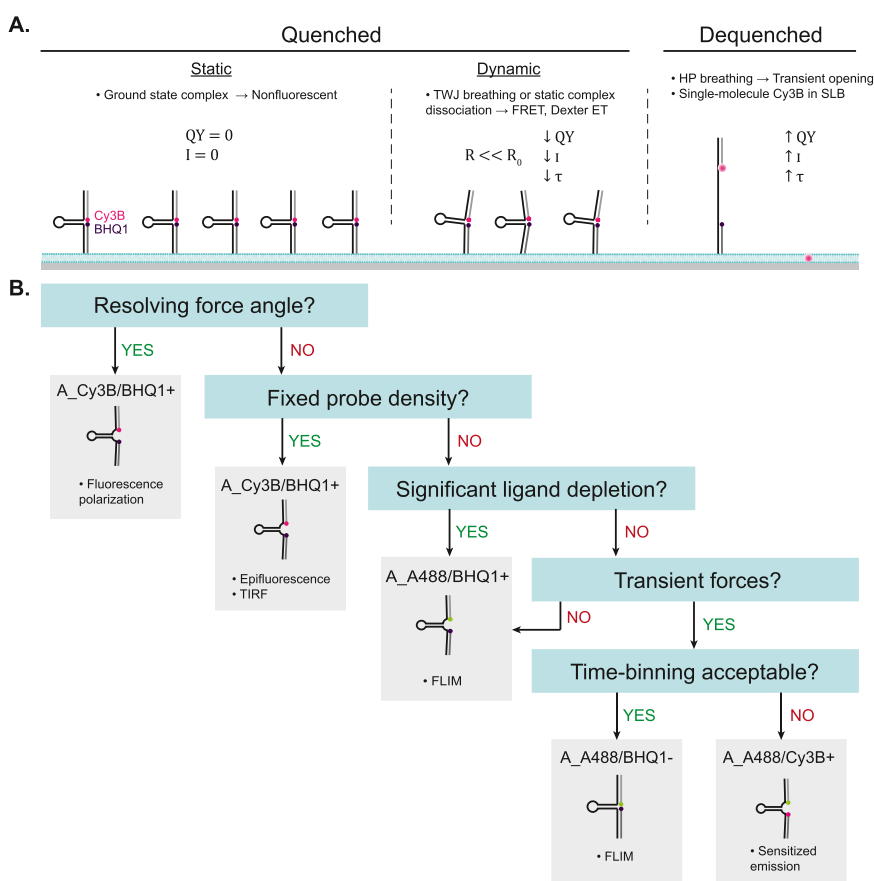 A.
Quenched
Dequenched
Static
Dynamic
• Ground state complex → Nonfluorescent
• TWJ breathing or static complex
dissociation → FRET, Dexter ET
• HP breathing → Transient opening
• Single-molecule Cy3B in SLB
QY = 0
I = 0
R << R₀
↓ QY
↓ I
↓ τ
↑ QY
↑ I
↑ τ
Cy3B
BHQ1
B.
Resolving force angle?
YES
NO
A_Cy3B/BHQ1+
• Fluorescence
polarization
Fixed probe density?
YES
NO
A_Cy3B/BHQ1+
• Epifluorescence
• TIRF
Significant ligand depletion?
YES
NO
A_A488/BHQ1+
• FLIM
Transient forces?
NO
YES
Time-binning acceptable?
YES
NO
A_A488/BHQ1-
• FLIM
A_A488/Cy3B+
• Sensitized
emission